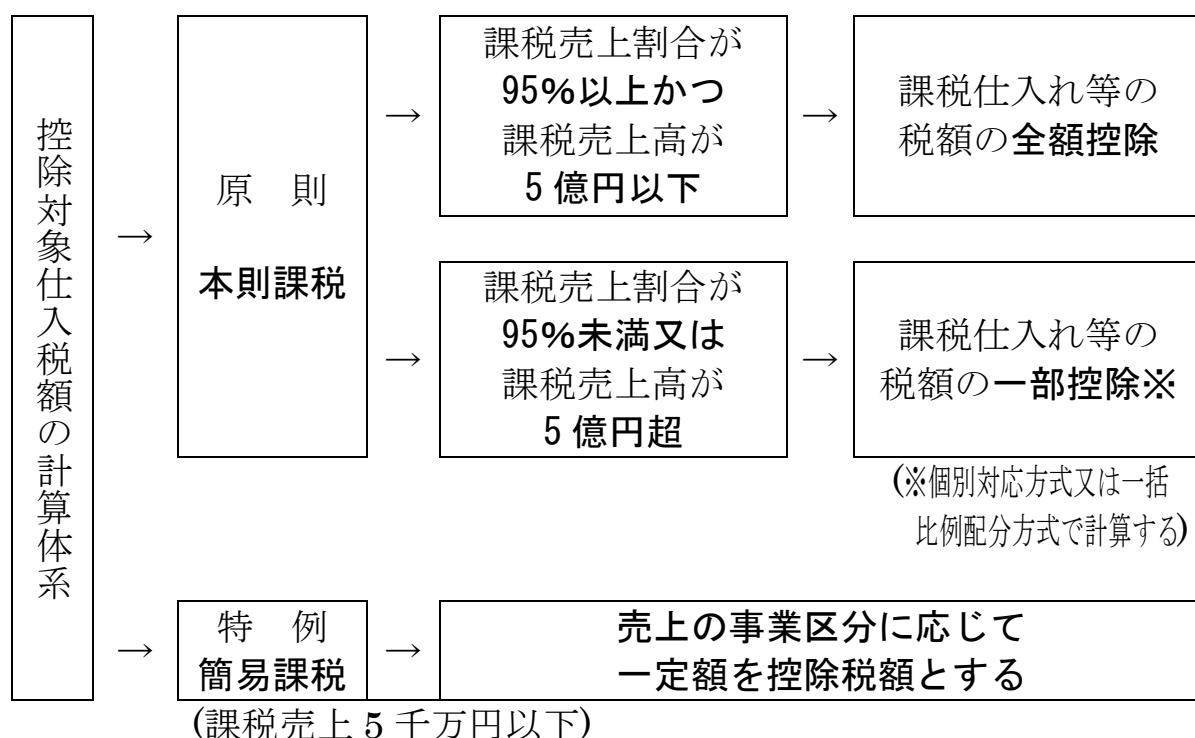 控除対象仕入税額の計算体系
→
原　則
本則課税
→
課税売上割合が
95%以上かつ
課税売上高が
5億円以下
→
課税仕入れ等の
税額の全額控除
→
課税売上割合が
95%未満又は
課税売上高が
5億円超
→
課税仕入れ等の
税額の一部控除※
(※個別対応方式又は一括
比例配分方式で計算する)
→
特　例
簡易課税
→
売上の事業区分に応じて
一定額を控除税額とする
(課税売上5千万円以下)